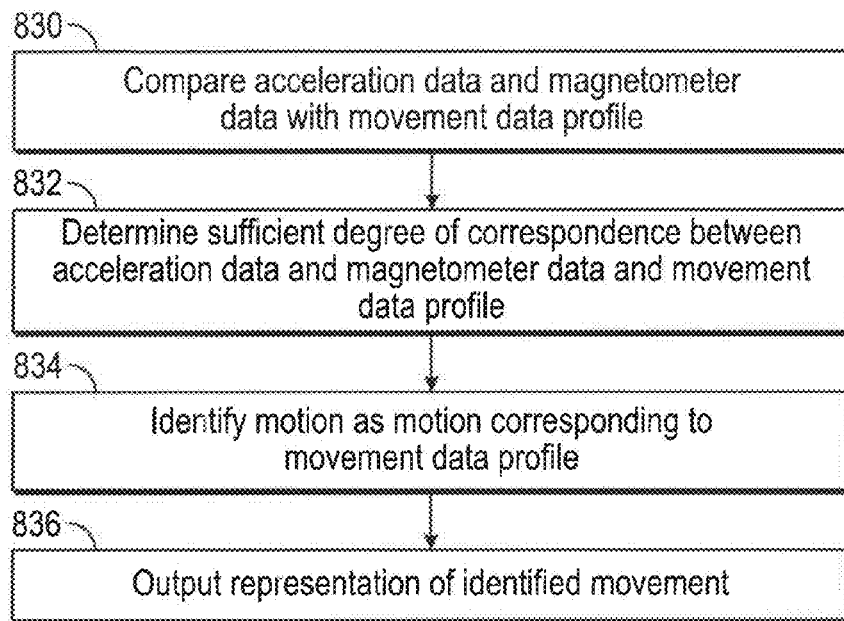 830
Compare acceleration data and magnetometer
data with movement data profile
832
Determine sufficient degree of correspondence between
acceleration data and magnetometer data and movement
data profile
834
Identify motion as motion corresponding to
movement data profile
836
Output representation of identified movement